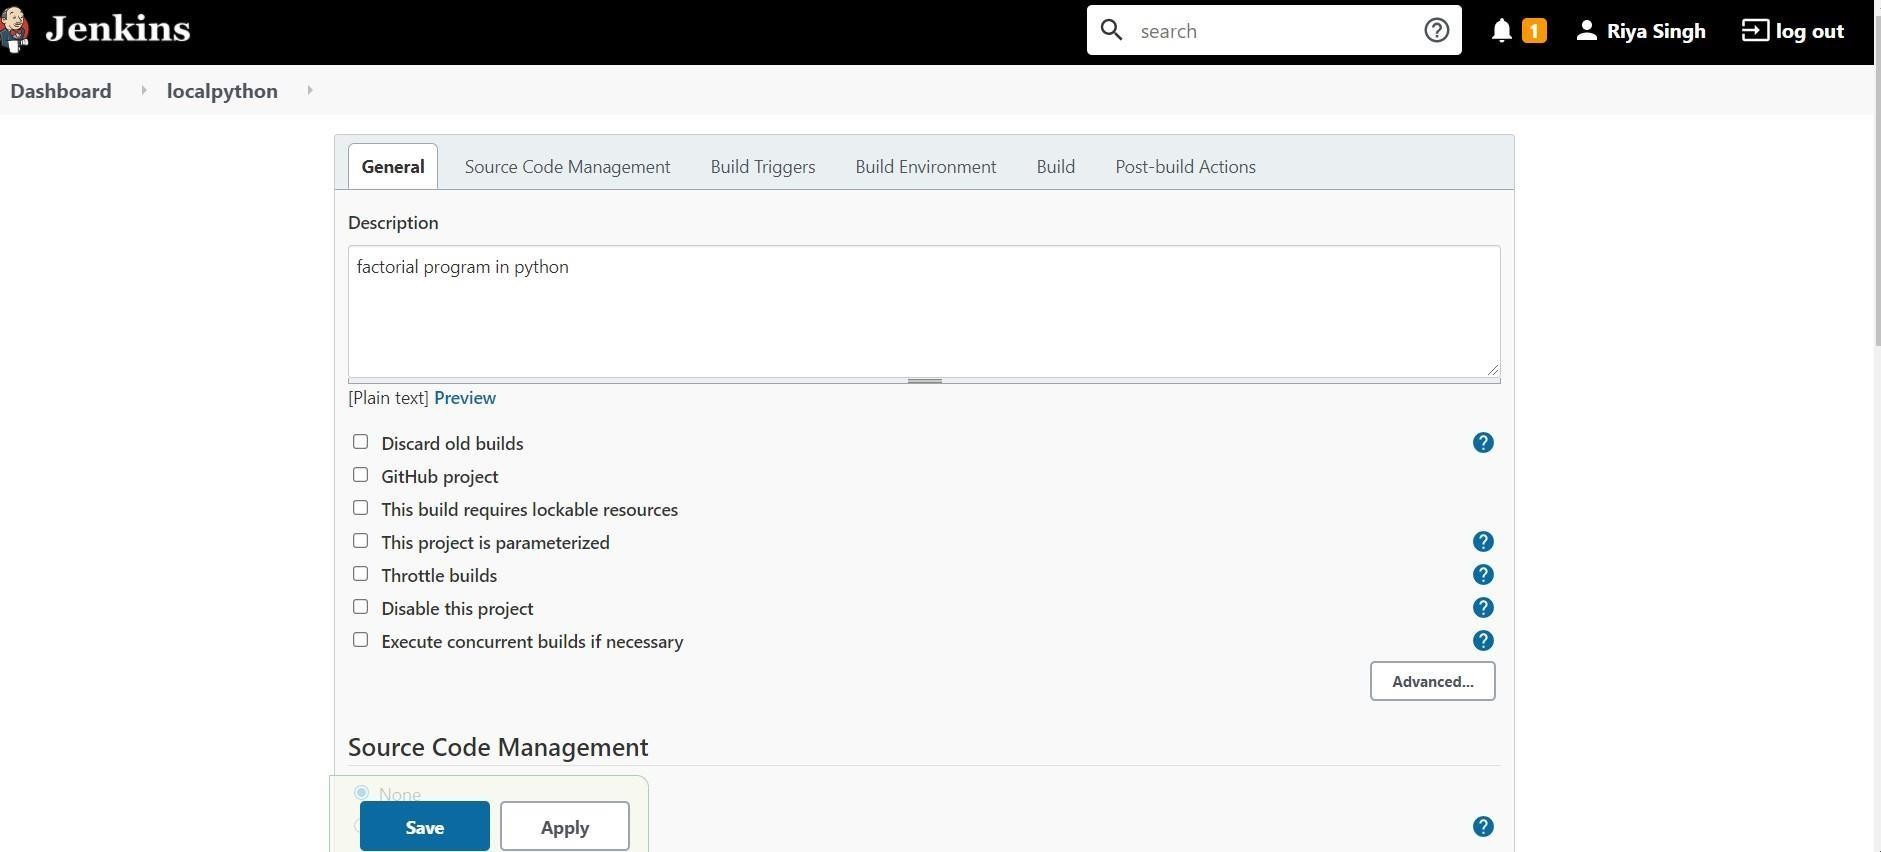 Jenkins
search
1
Riya Singh
log out
Dashboard
localpython
General
Source Code Management
Build Triggers
Build Environment
Build
Post-build Actions
Description
factorial program in python
[Plain text] Preview
Discard old builds
GitHub project
This build requires lockable resources
This project is parameterized
Throttle builds
Disable this project
Execute concurrent builds if necessary
Advanced...
Source Code Management
None
Save
Apply